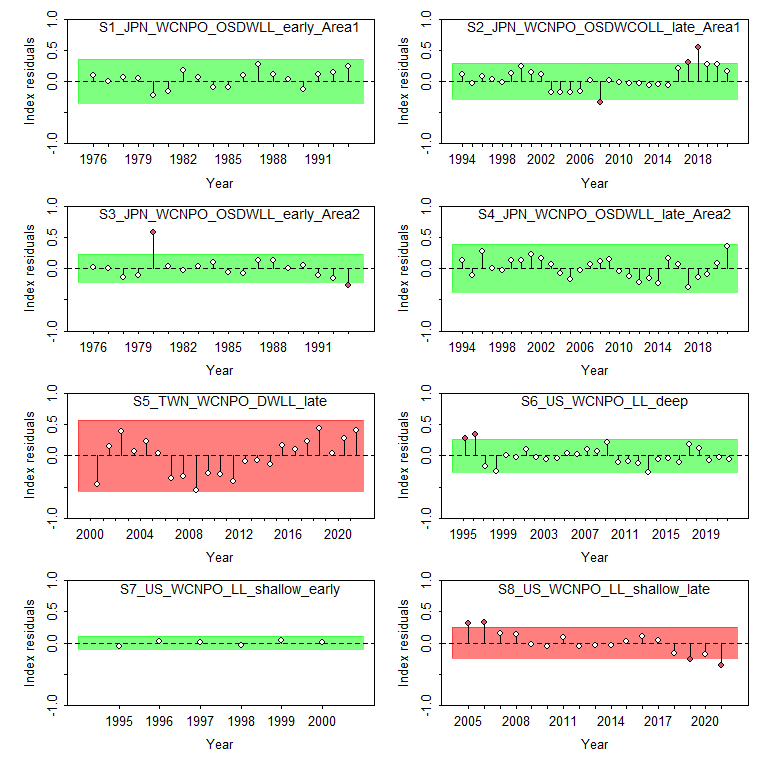 S1_JPN_WCNPO_OSDWLL_early_Area1
Index residuals
-1.0 0.0 0.5 1.0
1976 1979 1982 1985 1988 1991
Year
S2_JPN_WCNPO_OSDWCOLL_late_Area1
Index residuals
-1.0 0.0 0.5 1.0
1994 1998 2002 2006 2010 2014 2018
Year
S3_JPN_WCNPO_OSDWLL_early_Area2
Index residuals
-1.0 0.0 0.5 1.0
1976 1979 1982 1985 1988 1991
Year
S4_JPN_WCNPO_OSDWLL_late_Area2
Index residuals
-1.0 0.0 0.5 1.0
1994 1998 2002 2006 2010 2014 2018
Year
S5_TWN_WCNPO_DWLL_late
Index residuals
-1.0 0.0 0.5 1.0
2000 2004 2008 2012 2016 2020
Year
S6_US_WCNPO_LL_deep
Index residuals
-1.0 0.0 0.5 1.0
1995 1999 2003 2007 2011 2015 2019
Year
S7_US_WCNPO_LL_shallow_early
Index residuals
-1.0 0.0 0.5 1.0
1995 1996 1997 1998 1999 2000
Year
S8_US_WCNPO_LL_shallow_late
Index residuals
-1.0 0.0 0.5 1.0
2005 2008 2011 2014 2017 2020
Year